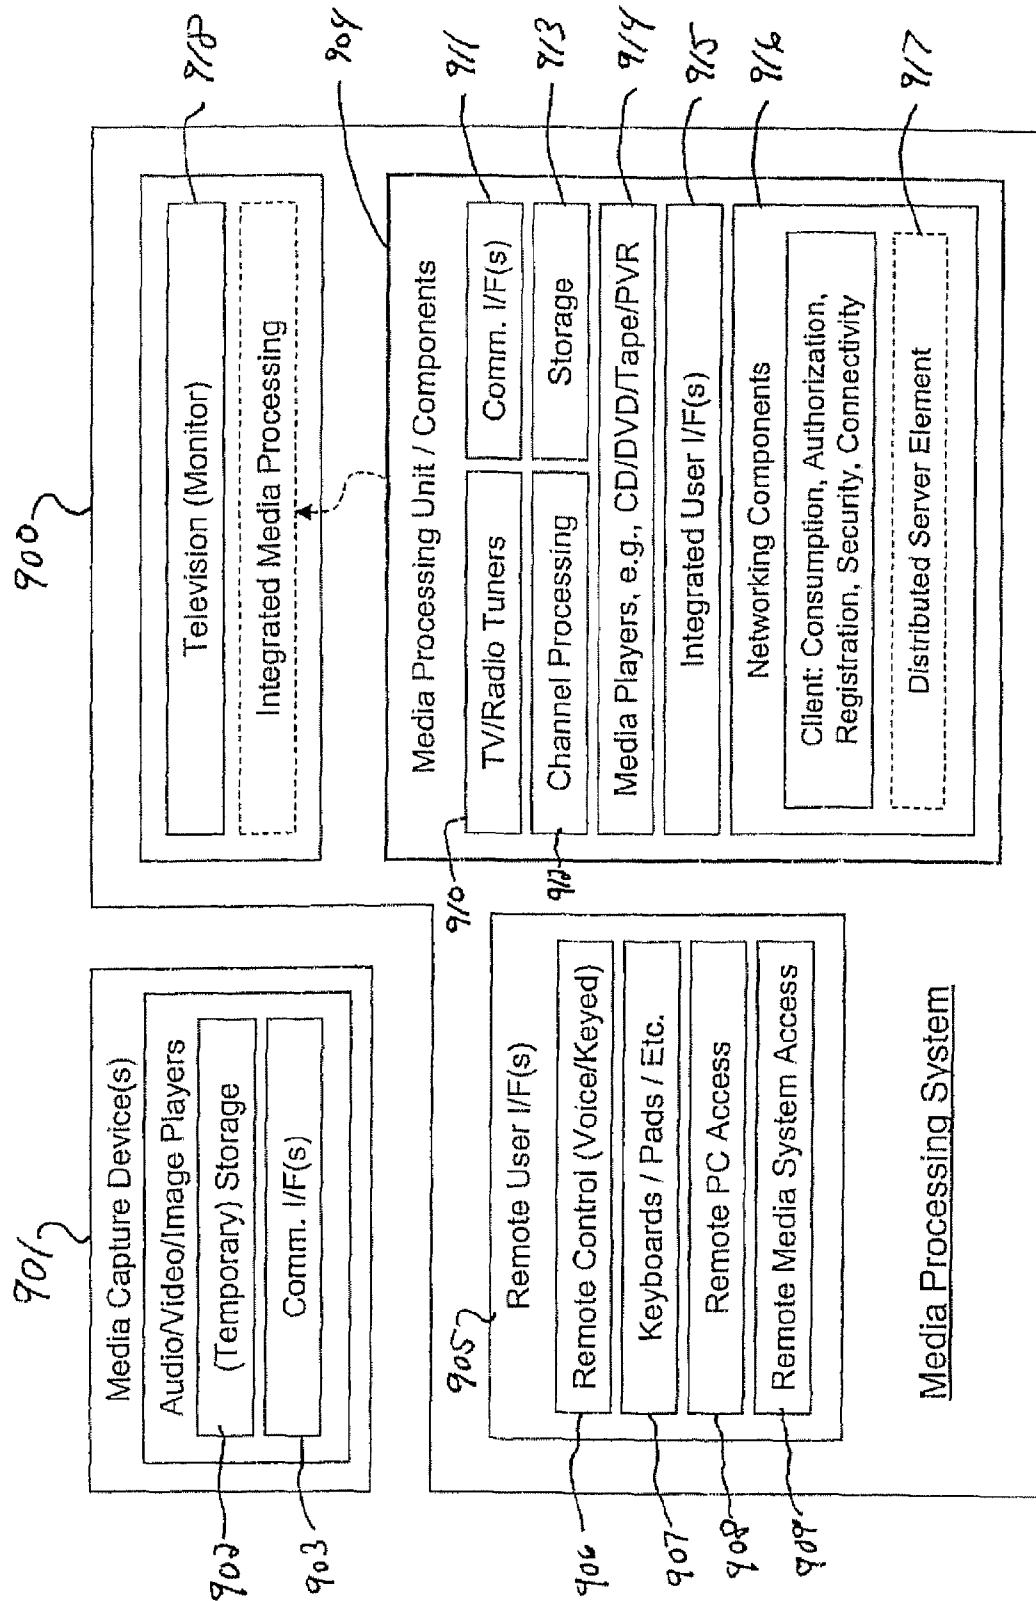 900
901
Media Capture Device(s)
Audio/Video/Image Players
(Temporary) Storage
Comm. I/F(s)
902
903
Television (Monitor)
Integrated Media Processing
918
904
Media Processing Unit / Components
910
TV/Radio Tuners
Comm. I/F(s)
911
912
Channel Processing
Storage
913
Media Players, e.g., CD/DVD/Tape/PVR
914
Integrated User I/F(s)
915
Networking Components
916
Client: Consumption, Authorization,
Registration, Security, Connectivity
Distributed Server Element
917
905
Remote User I/F(s)
906
Remote Control (Voice/Keyed)
907
Keyboards / Pads / Etc.
908
Remote PC Access
909
Remote Media System Access
Media Processing System